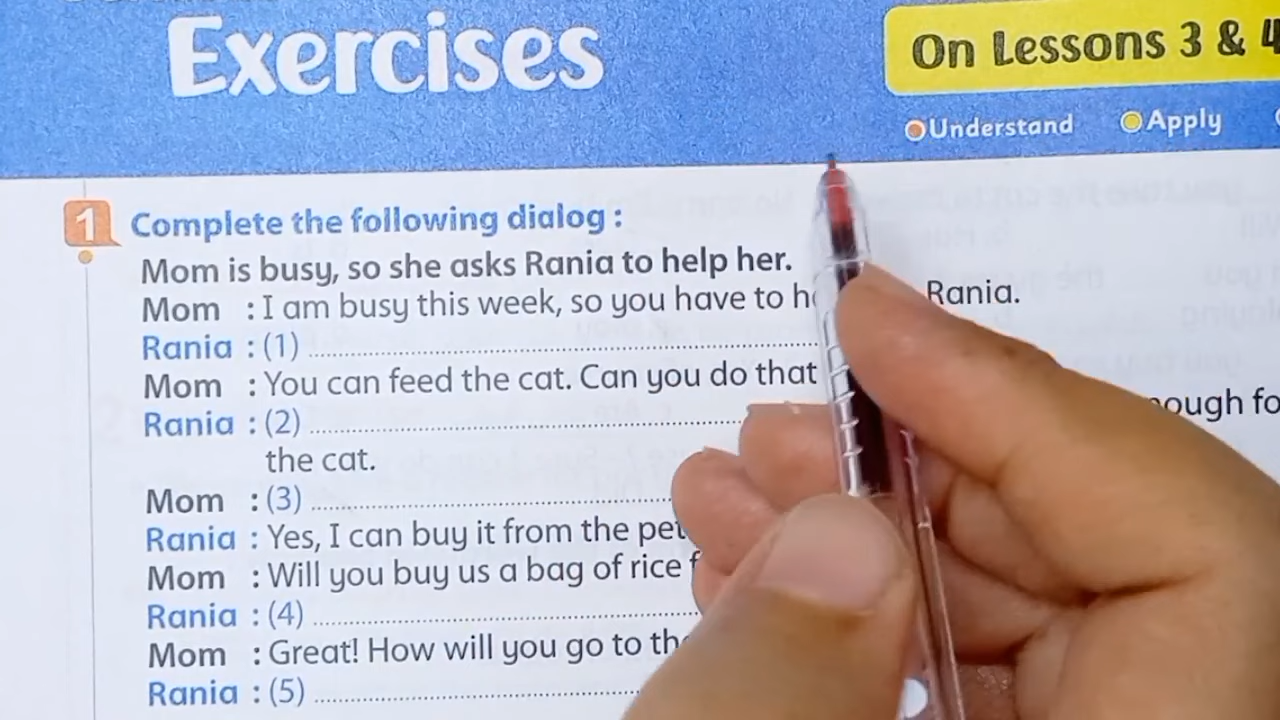 Exercises
On Lessons 3 & 4
Understand
Apply
1 Complete the following dialog :
Mom is busy, so she asks Rania to help her.
Mom : I am busy this week, so you have to Rania.
Rania : (1)
Mom : You can feed the cat. Can you do that
Rania : (2)
the cat.
Mom : (3)
Rania : Yes, I can buy it from the pet
Mom : Will you buy us a bag of rice
Rania : (4)
Mom : Great! How will you go to
Rania : (5)